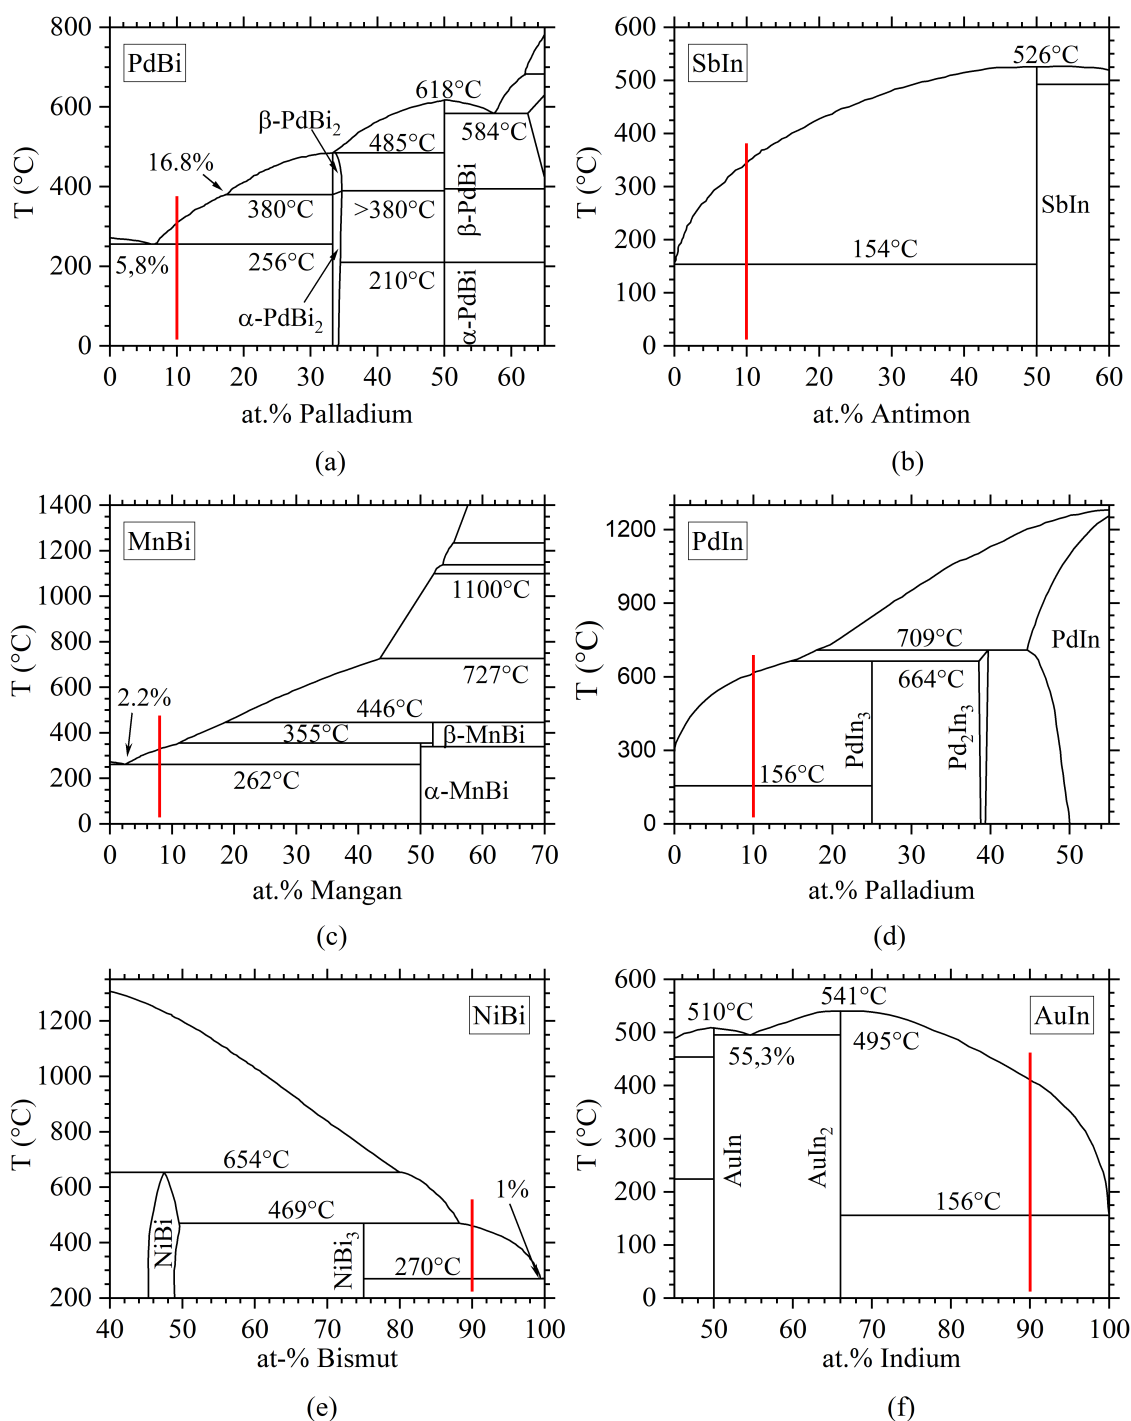 PdBi
618°C
β-PdBi₂
16.8%
485°C
584°C
380°C
>380°C
β-PdBi
5,8%
256°C
210°C
α-PdBi₂
α-PdBi
T (°C)
0
200
400
600
800
0 10 20 30 40 50 60
at.% Palladium
(a)
SbIn
526°C
SbIn
154°C
T (°C)
0
100
200
300
400
500
600
0 10 20 30 40 50 60
at.% Antimon
(b)
MnBi
1100°C
727°C
2.2%
446°C
355°C
β-MnBi
262°C
α-MnBi
T (°C)
0
200
400
600
800
1000
1200
1400
0 10 20 30 40 50 60 70
at.% Mangan
(c)
PdIn
709°C
PdIn
664°C
PdIn₃
Pd₂In₃
156°C
T (°C)
0
300
600
900
1200
0 10 20 30 40 50
at.% Palladium
(d)
NiBi
654°C
1%
469°C
NiBi
NiBi₃
270°C
T (°C)
200
400
600
800
1000
1200
40 50 60 70 80 90 100
at-% Bismut
(e)
541°C
510°C
AuIn
495°C
55,3%
AuIn
AuIn₂
156°C
T (°C)
0
100
200
300
400
500
600
50 60 70 80 90 100
at.% Indium
(f)